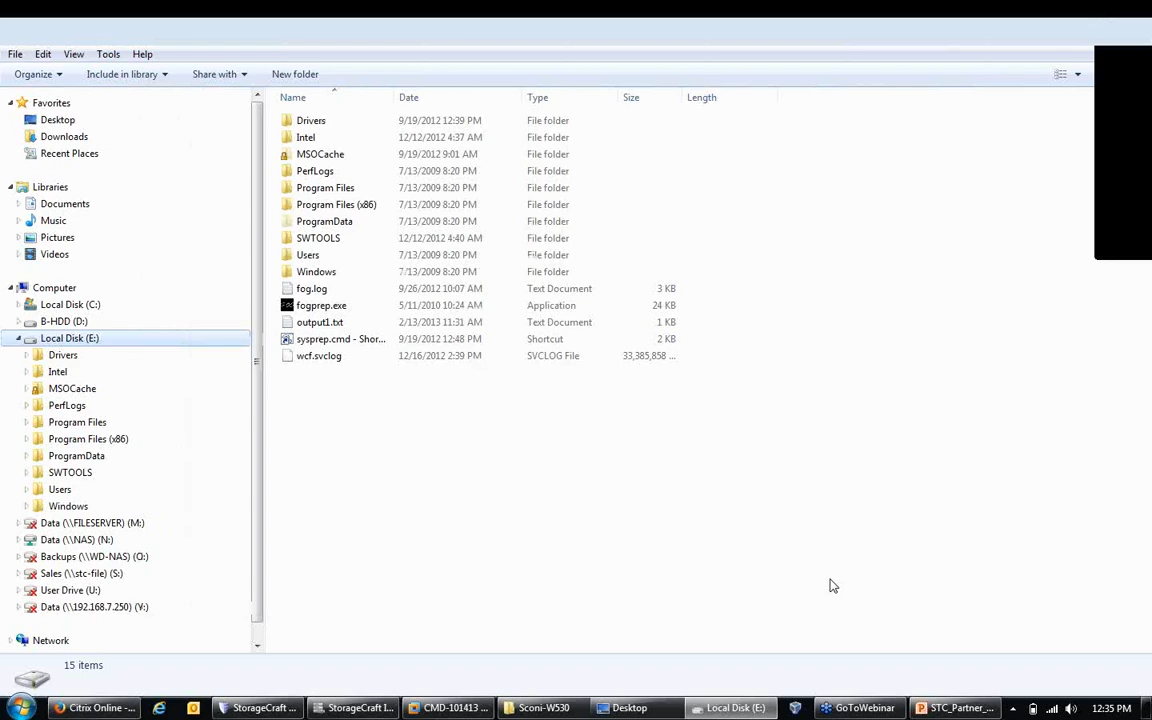 File Edit View Tools Help
Organize Include in library Share with New folder
Name Date Type Size Length
Favorites
Desktop
Downloads
Recent Places
Libraries
Documents
Music
Pictures
Videos
Computer
Local Disk (C:)
B-HDD (D:)
Local Disk (E:)
Drivers
Intel
MSOCache
PerfLogs
Program Files
Program Files (x86)
ProgramData
SWTOOLS
Users
Windows
Data (\\FILESERVER) (M:)
Data (\\NAS) (N:)
Backups (\\WD-NAS) (Q:)
Sales (\\stc-file) (S:)
User Drive (U:)
Data (\\192.168.7.250) (Y:)
Network
Drivers 9/19/2012 12:39 PM File folder
Intel 12/12/2012 4:37 AM File folder
MSOCache 9/19/2012 9:01 AM File folder
PerfLogs 7/13/2009 8:20 PM File folder
Program Files 7/13/2009 8:20 PM File folder
Program Files (x86) 7/13/2009 8:20 PM File folder
ProgramData 7/13/2009 8:20 PM File folder
SWTOOLS 12/12/2012 4:40 AM File folder
Users 7/13/2009 8:20 PM File folder
Windows 7/13/2009 8:20 PM File folder
fog.log 9/26/2012 10:07 AM Text Document 3 KB
fogprep.exe 5/11/2010 10:24 AM Application 24 KB
output1.txt 2/13/2013 11:31 AM Text Document 1 KB
sysprep.cmd - Shor... 9/19/2012 12:48 PM Shortcut 2 KB
wcf.svclog 12/16/2012 2:39 PM SVCLOG File 33,385,858 ...
15 items
Citrix Online -... StorageCraft ... StorageCraft I... CMD-101413 ... Sconi-W530 Desktop Local Disk (E:) GoToWebinar STC_Partner_... 12:35 PM